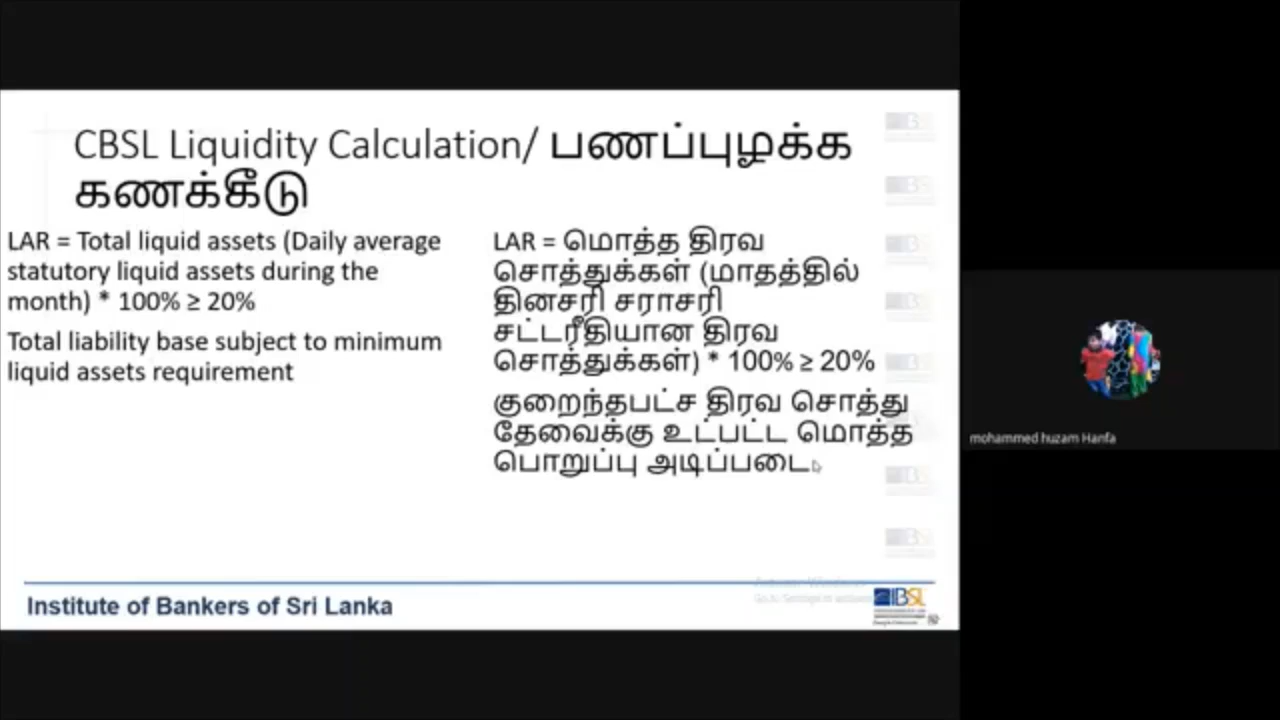 CBSL Liquidity Calculation/ பணப்புழக்க
கணக்கீடு
LAR = Total liquid assets (Daily average
statutory liquid assets during the
month) * 100% ≥ 20%
Total liability base subject to minimum
liquid assets requirement
LAR = மொத்த திரவ
சொத்துக்கள் (மாதத்தில்
தினசரி சராசரி
சட்டரீதியான திரவ
சொத்துக்கள்) * 100% ≥ 20%
குறைந்தபட்ச திரவ சொத்து
தேவைக்கு உட்பட்ட மொத்த
பொறுப்பு அடிப்படை
Institute of Bankers of Sri Lanka
IBSL
mohammed huzam Hanfa